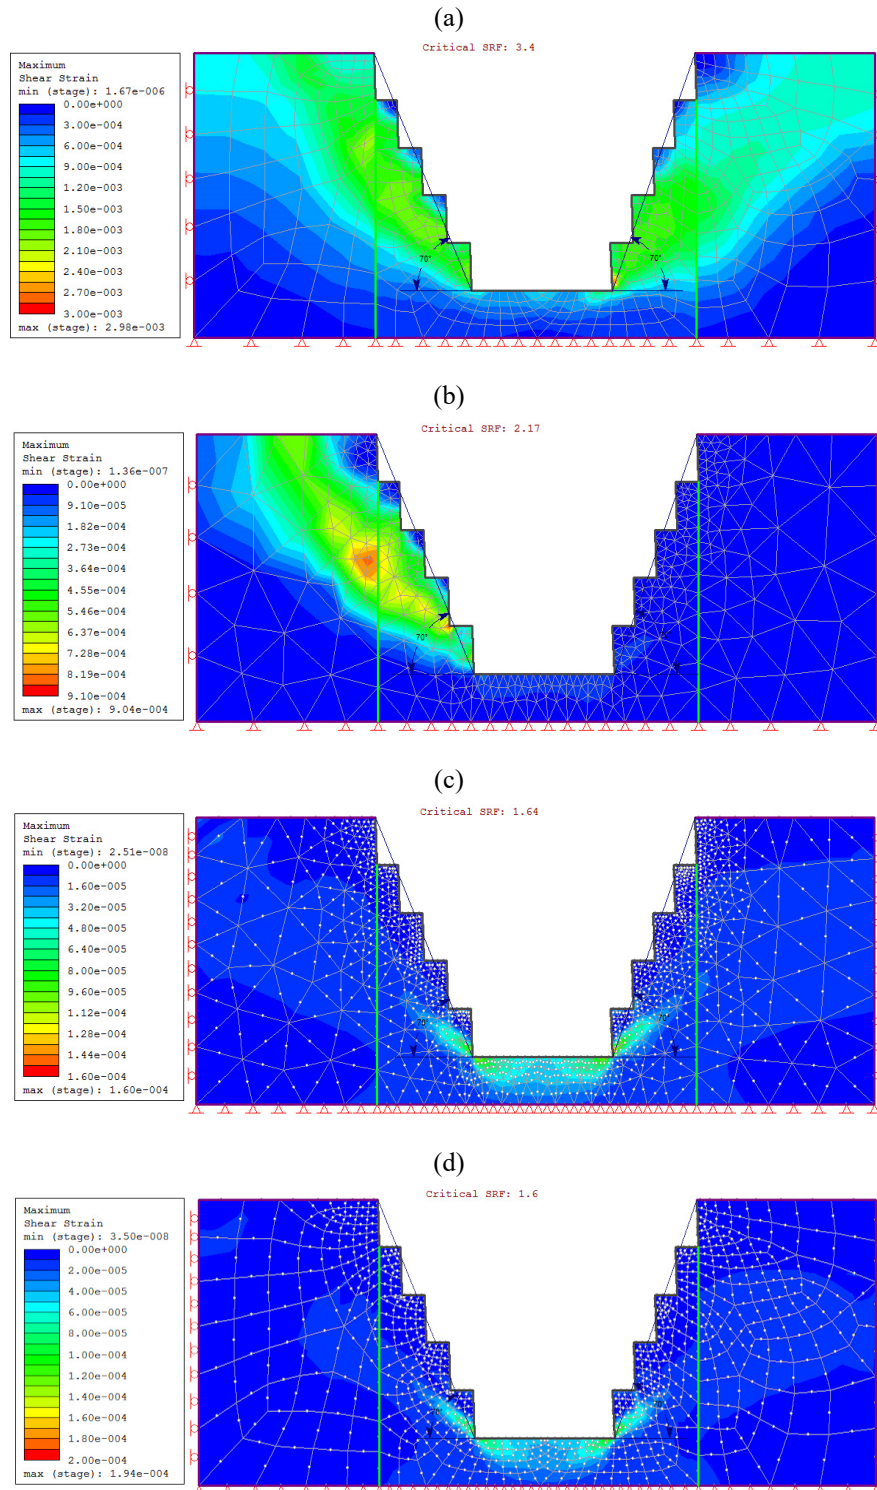 (a)
Critical SRF: 3.4
Maximum
Shear Strain
min (stage): 1.67e-006
0.00e+000
3.00e-004
6.00e-004
9.00e-004
1.20e-003
1.50e-003
1.80e-003
2.10e-003
2.40e-003
2.70e-003
3.00e-003
max (stage): 2.98e-003
70°
70°
(b)
Critical SRF: 2.17
Maximum
Shear Strain
min (stage): 1.36e-007
0.00e+000
9.10e-005
1.82e-004
2.73e-004
3.64e-004
4.55e-004
5.46e-004
6.37e-004
7.28e-004
8.19e-004
9.10e-004
max (stage): 9.04e-004
70°
(c)
Critical SRF: 1.64
Maximum
Shear Strain
min (stage): 2.51e-008
0.00e+000
1.60e-005
3.20e-005
4.80e-005
6.40e-005
8.00e-005
9.60e-005
1.12e-004
1.28e-004
1.44e-004
1.60e-004
max (stage): 1.60e-004
70°
70°
(d)
Critical SRF: 1.6
Maximum
Shear Strain
min (stage): 3.50e-008
0.00e+000
2.00e-005
4.00e-005
6.00e-005
8.00e-005
1.00e-004
1.20e-004
1.40e-004
1.60e-004
1.80e-004
2.00e-004
max (stage): 1.94e-004
70°